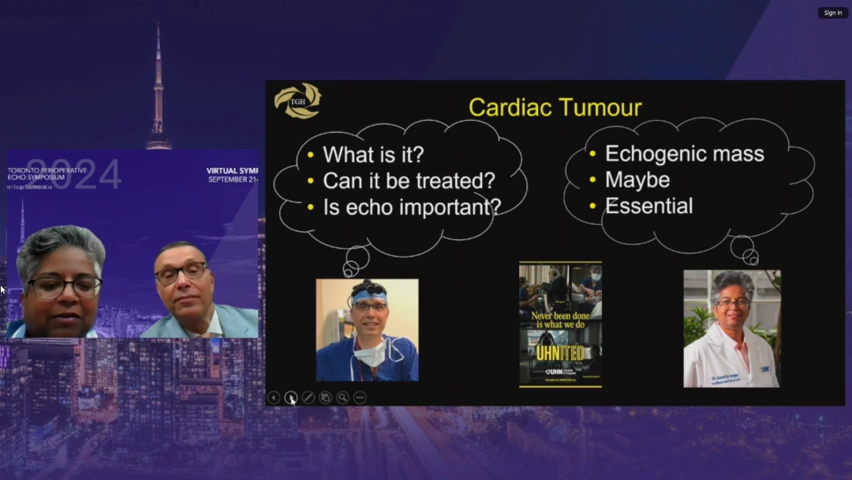 Sign in
TGH
Cardiac Tumour
• What is it?
• Can it be treated?
• Is echo important?
• Echogenic mass
• Maybe
• Essential
2024
TORONTO PERIOPERATIVE
ECHO SYMPOSIUM
VIRTUAL SYMP
SEPTEMBER 21-
Never been done
is what we do
UHNITED
UHN